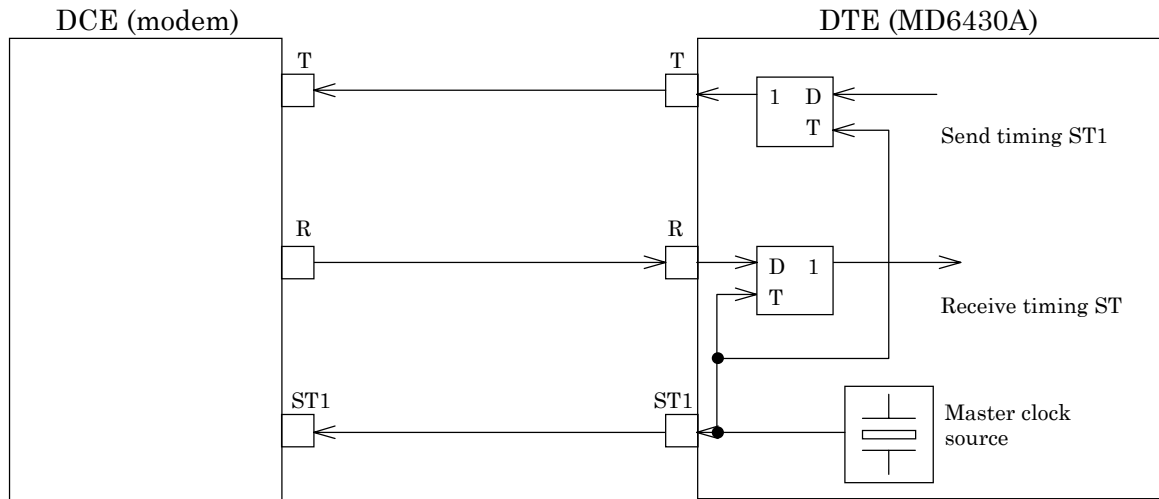 DCE (modem)
DTE (MD6430A)
T
T
1 D
T
Send timing ST1
R
R
D 1
T
Receive timing ST
ST1
ST1
Master clock
source